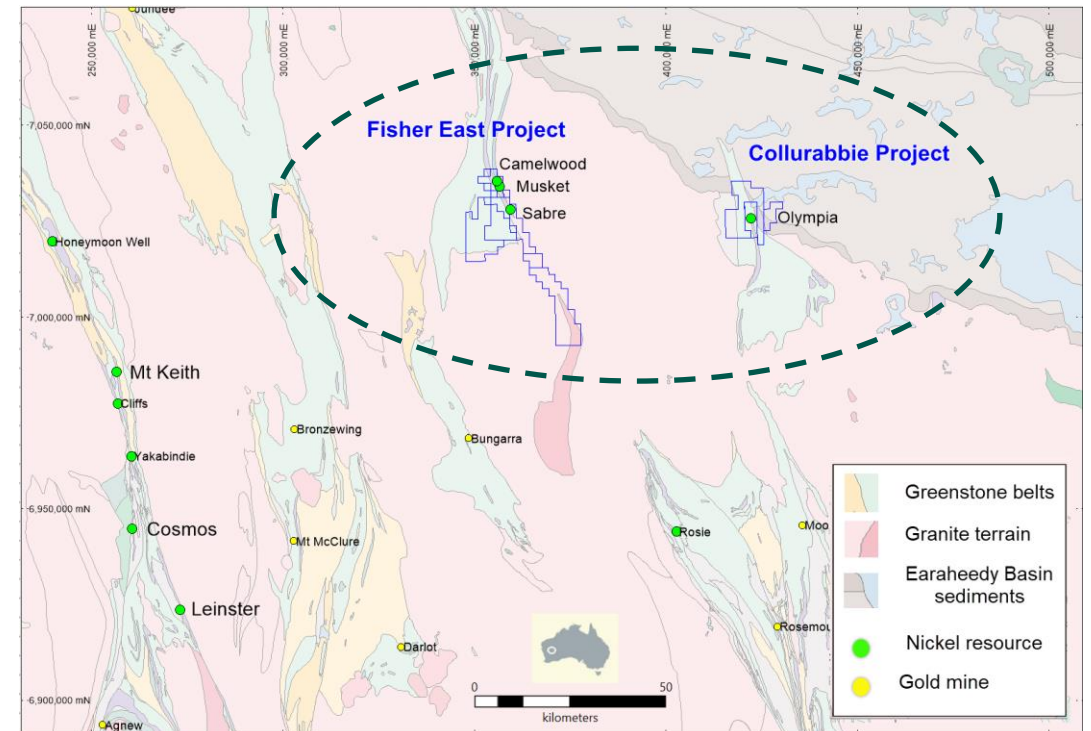 Jundee
250,000 mE
300,000 mE
400,000 mE
450,000 mE
500,000 mE
7,050,000 mN
Fisher East Project
Collurabbie Project
Camelwood
Musket
Sabre
Olympia
Honeymoon Well
7,000,000 mN
Mt Keith
Cliffs
Bronzewing
Bungarra
Yakabindie
6,950,000 mN
Cosmos
Rosie
Moo
Mt McClure
Leinster
Rosemou
Darlot
6,900,000 mN
Agnew
0
50
kilometers
Greenstone belts
Granite terrain
Earaheedy Basin
sediments
Nickel resource
Gold mine